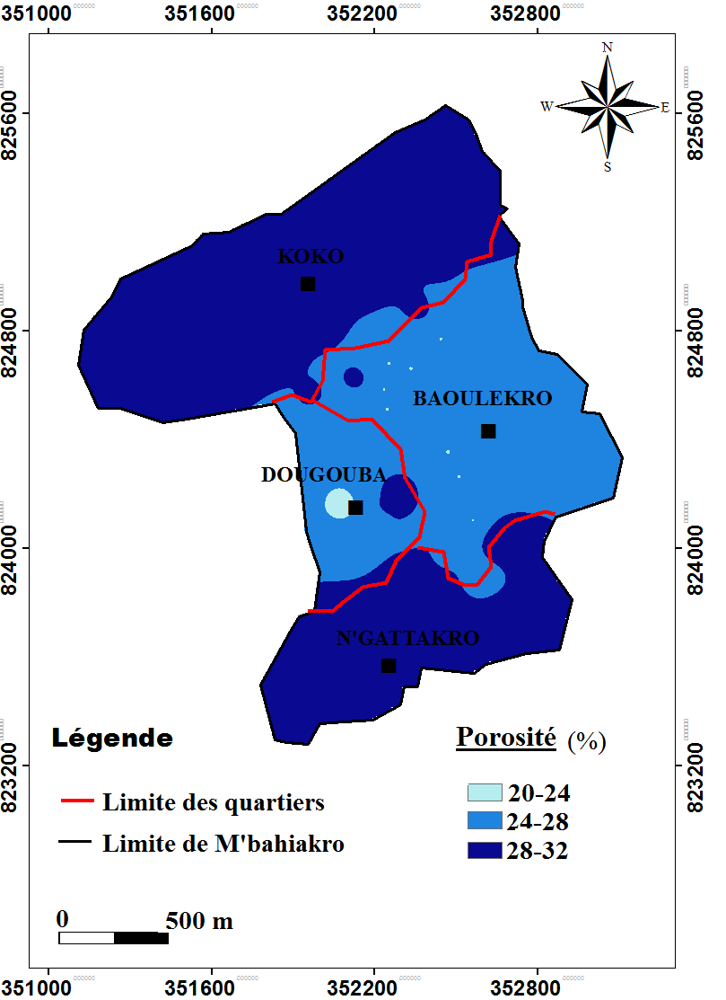 351000 351600 352200 352800
N
W E
S
825600 825600
KOKO
824800 824800
BAOULEKRO
DOUGOUBA
824000 824000
N'GATTAKRO
Légende
Porosité (%)
823200 823200
20-24
Limite des quartiers
24-28
Limite de M'bahiakro
28-32
0 500 m
351000 351600 352200 352800